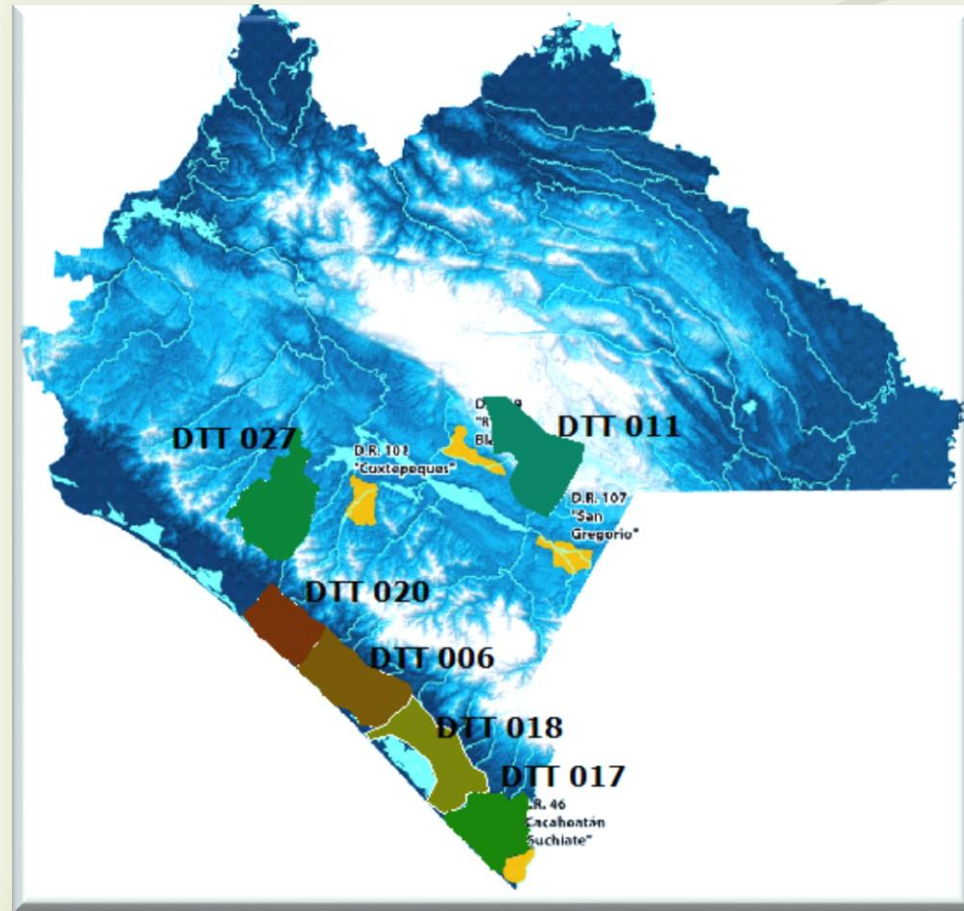 DTT 027
D.R. 101
"Cuxtepeques"
DTT 011
D.R. 107
"San
Gregorio"
DTT 020
DTT 006
DTT 018
DTT 017
.R. 46
Cacahoatán
Suchiate"